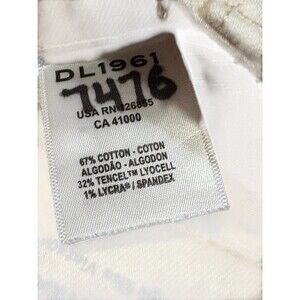 DL1961
7476
USA RN 126855
CA 41000
67% COTTON - COTON
ALGODÃO - ALGODON
32% TENCEL™ LYOCELL
1% LYCRA® / SPANDEX